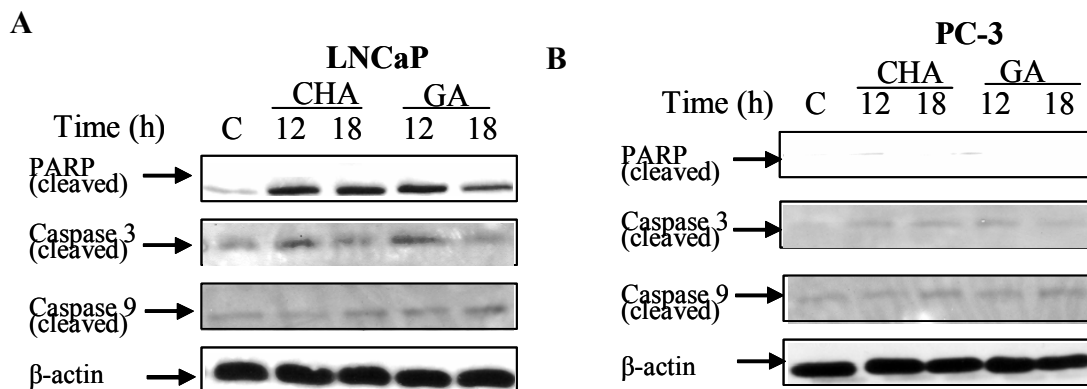 A
LNCaP
CHA GA
Time (h) C 12 18 12 18
PARP
(cleaved)
Caspase 3
(cleaved)
Caspase 9
(cleaved)
β-actin
B
PC-3
CHA GA
Time (h) C 12 18 12 18
PARP
(cleaved)
Caspase 3
(cleaved)
Caspase 9
(cleaved)
β-actin